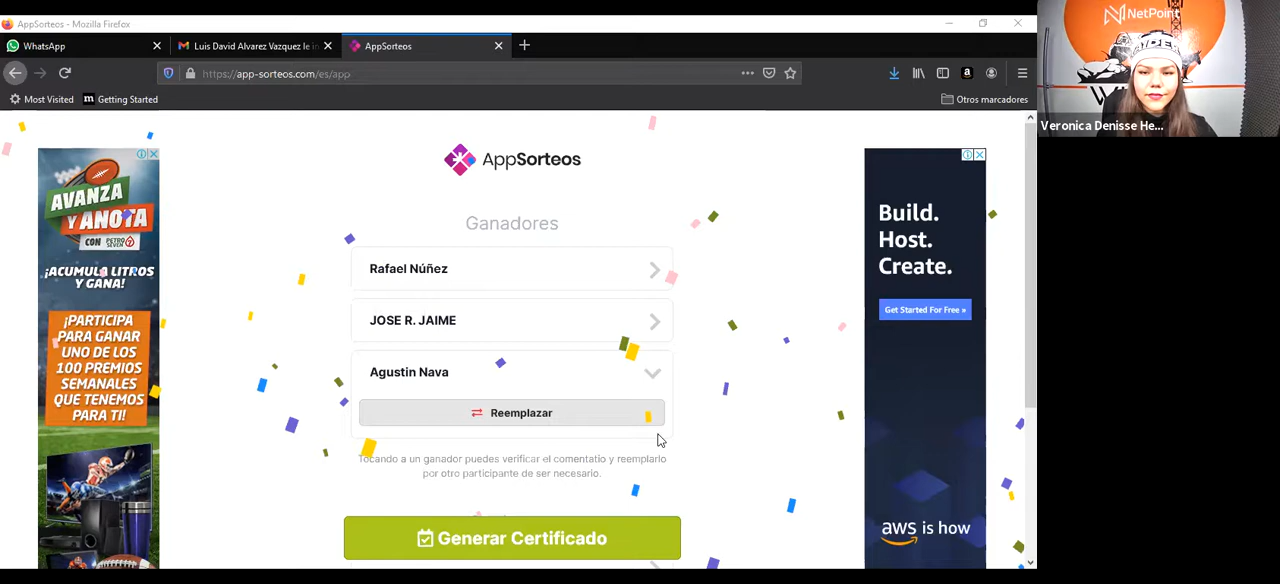 AppSorteos - Mozilla Firefox
WhatsApp
Luis David Alvarez Vazquez le in
AppSorteos
https://app-sorteos.com/es/app
Most Visited
m Getting Started
Otros marcadores
NetPoint
HYPER
Veronica Denisse He...
AppSorteos
Ganadores
Rafael Núñez
JOSE R. JAIME
Agustin Nava
Reemplazar
Tocando a un ganador puedes verificar el comentatio y reemplarlo
por otro participante de ser necesario.
Generar Certificado
AVANZA
Y ANOTA
CON PETRO SEVEN
¡ACUMULA LITROS
Y GANA!
¡PARTICIPA
PARA GANAR
UNO DE LOS
100 PREMIOS
SEMANALES
QUE TENEMOS
PARA TI!
Build.
Host.
Create.
Get Started For Free »
aws is how